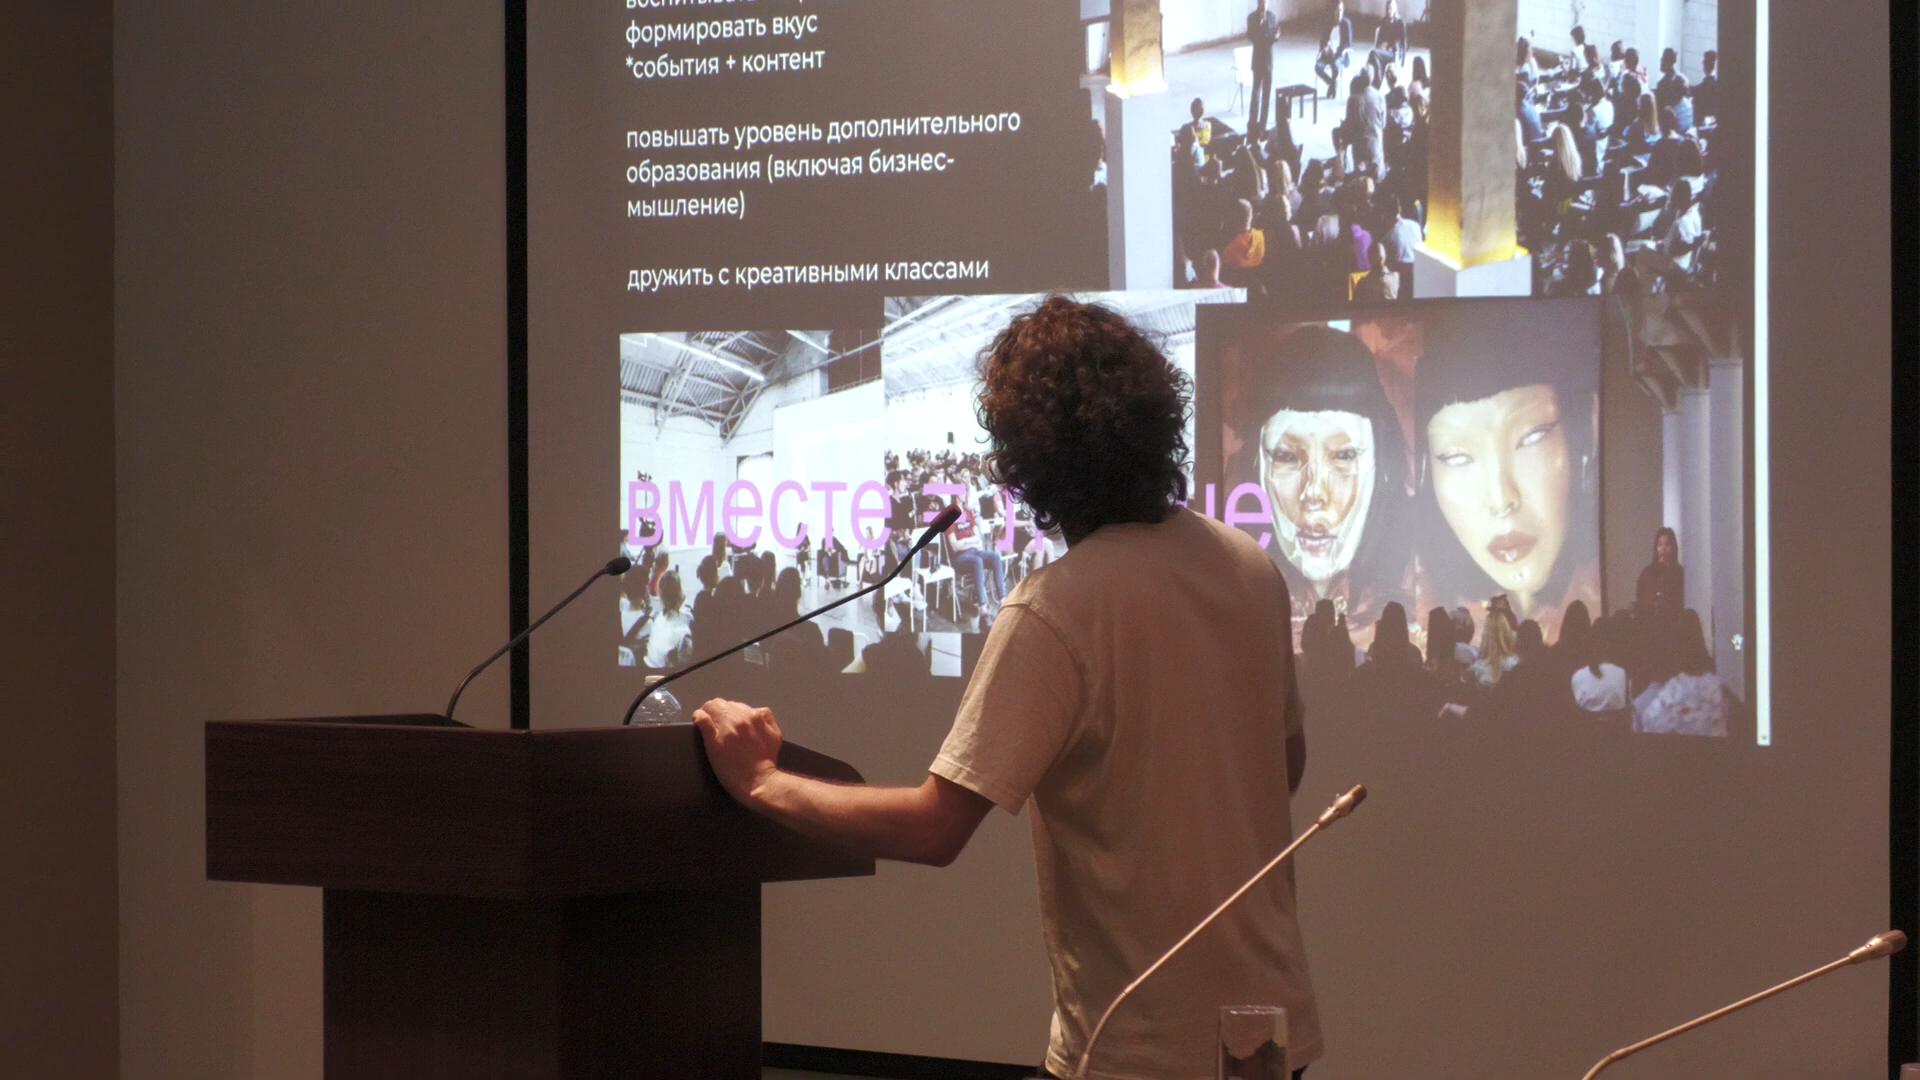 формировать вкус
*события + контент
повышать уровень дополнительного
образования (включая бизнес-
мышление)
дружить с креативными классами
вместе =